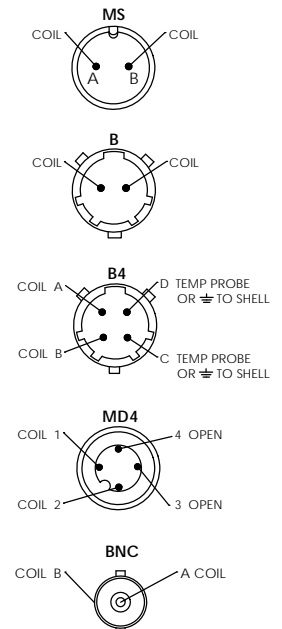 MS
COIL COIL
A B
B
COIL COIL
B4
COIL A D TEMP PROBE
OR ⏚ TO SHELL
COIL B C TEMP PROBE
OR ⏚ TO SHELL
MD4
COIL 1 4 OPEN
COIL 2 3 OPEN
BNC
COIL B A COIL